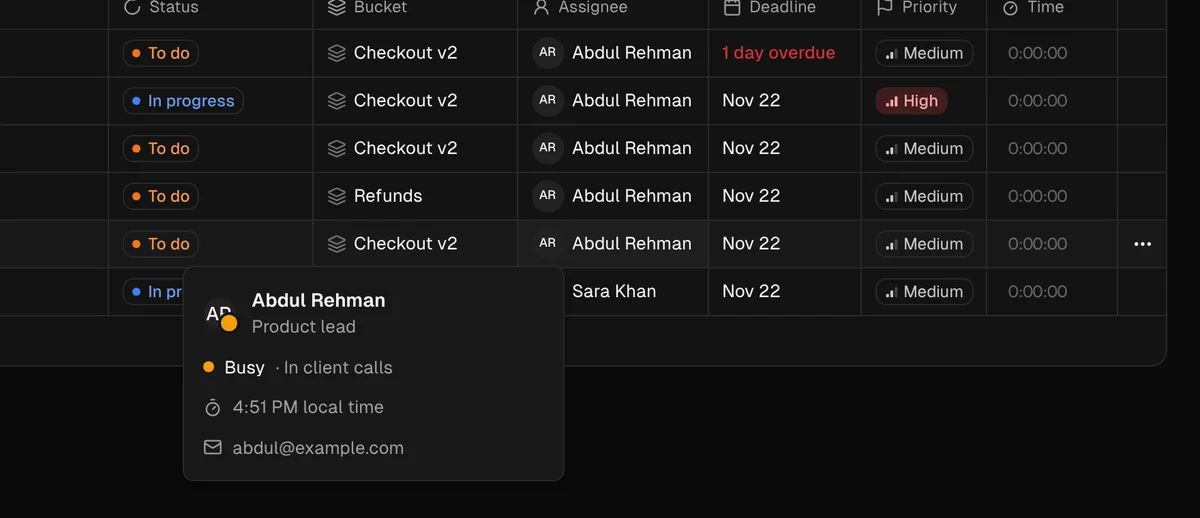 Status Bucket Assignee Deadline Priority Time
To do Checkout v2 AR Abdul Rehman 1 day overdue Medium 0:00:00
In progress Checkout v2 AR Abdul Rehman Nov 22 High 0:00:00
To do Checkout v2 AR Abdul Rehman Nov 22 Medium 0:00:00
To do Refunds AR Abdul Rehman Nov 22 Medium 0:00:00
To do Checkout v2 AR Abdul Rehman Nov 22 Medium 0:00:00
In pr Sara Khan Nov 22 Medium 0:00:00
AR Abdul Rehman
Product lead
Busy · In client calls
4:51 PM local time
abdul@example.com